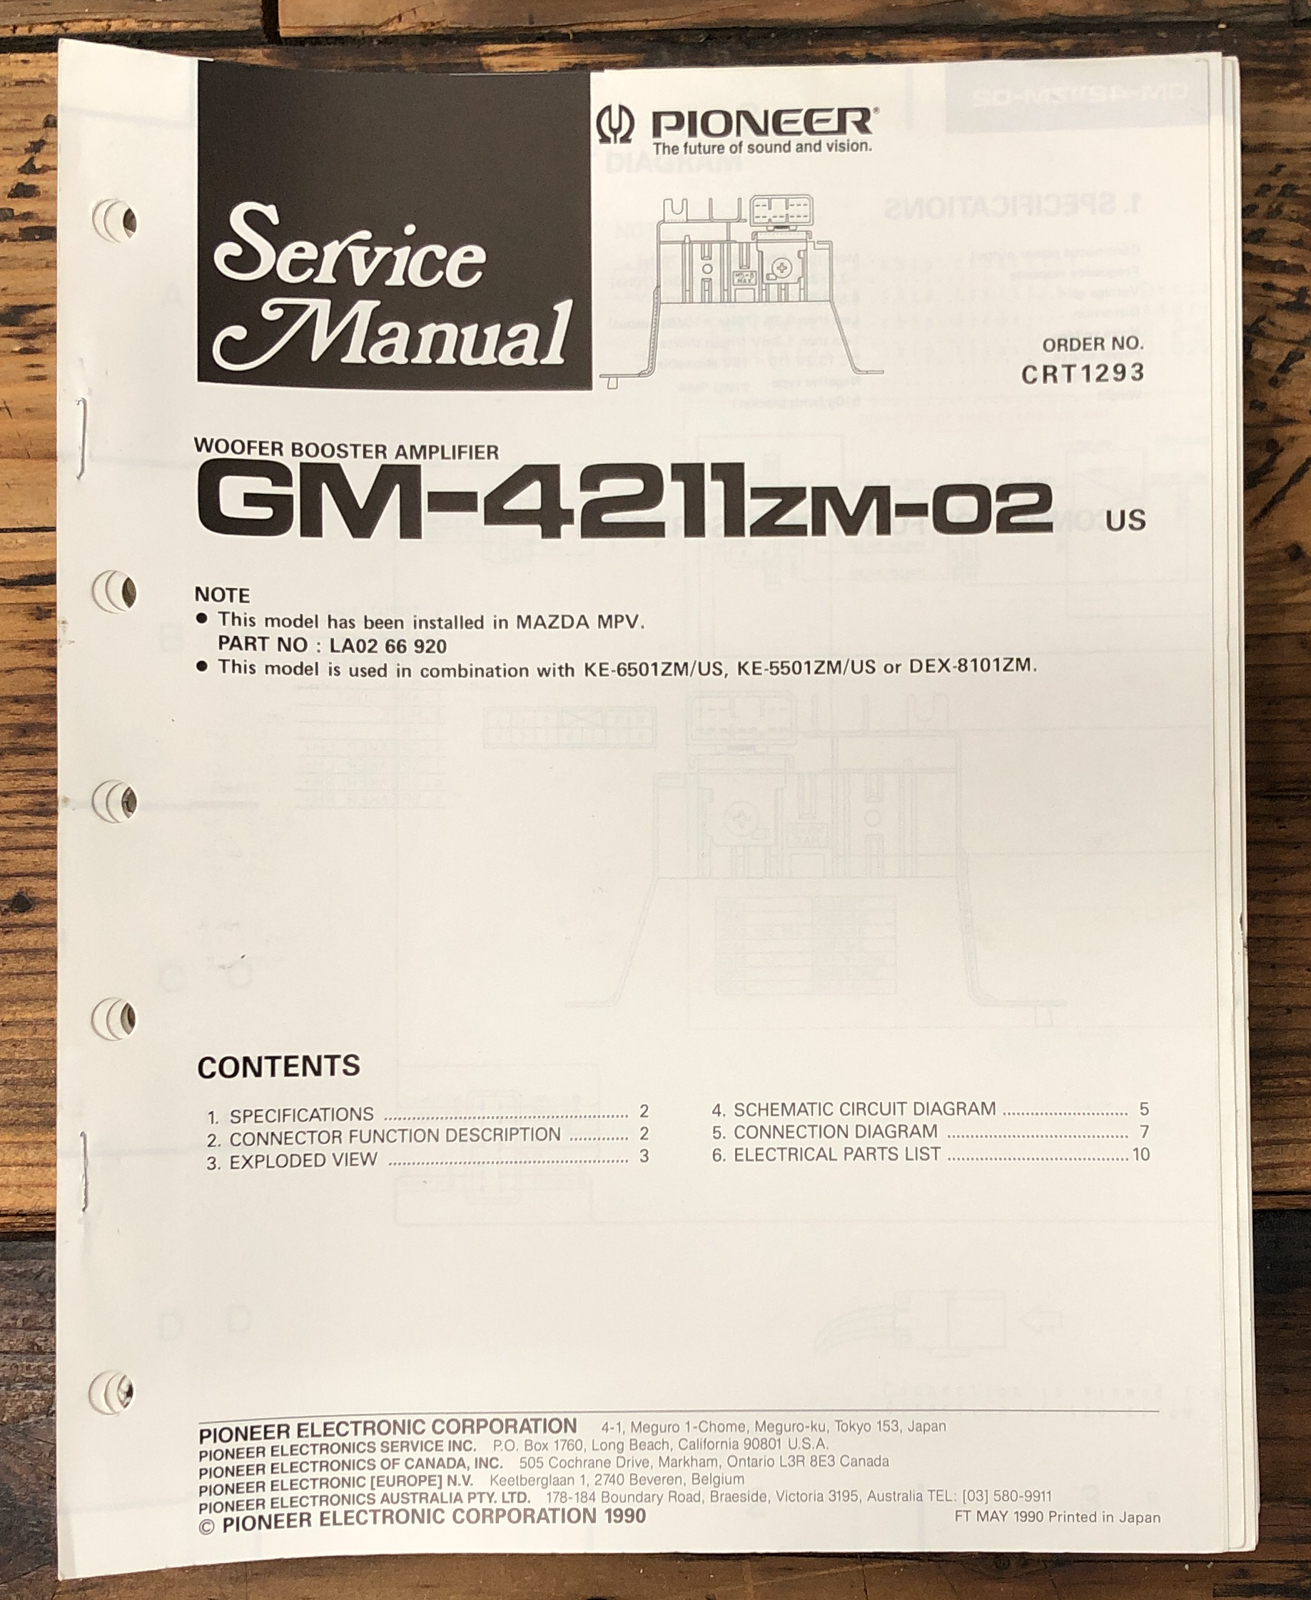 PIONEER®
The future of sound and vision.
Service
Manual
ORDER NO.
CRT1293
WOOFER BOOSTER AMPLIFIER
GM-4211ZM-02 US
NOTE
● This model has been installed in MAZDA MPV.
PART NO : LA02 66 920
● This model is used in combination with KE-6501ZM/US, KE-5501ZM/US or DEX-8101ZM.
CONTENTS
1. SPECIFICATIONS ........................................ 2
2. CONNECTOR FUNCTION DESCRIPTION ............. 2
3. EXPLODED VIEW ........................................ 3
4. SCHEMATIC CIRCUIT DIAGRAM .......................... 5
5. CONNECTION DIAGRAM ...................................... 7
6. ELECTRICAL PARTS LIST ......................................10
PIONEER ELECTRONIC CORPORATION 4-1, Meguro 1-Chome, Meguro-ku, Tokyo 153, Japan
PIONEER ELECTRONICS SERVICE INC. P.O. Box 1760, Long Beach, California 90801 U.S.A.
PIONEER ELECTRONICS OF CANADA, INC. 505 Cochrane Drive, Markham, Ontario L3R 8E3 Canada
PIONEER ELECTRONIC [EUROPE] N.V. Keetberglaan 1, 2740 Beveren, Belgium
PIONEER ELECTRONICS AUSTRALIA PTY. LTD. 178-184 Boundary Road, Braeside, Victoria 3195, Australia TEL: [03] 580-9911
© PIONEER ELECTRONIC CORPORATION 1990
FT MAY 1990 Printed in Japan